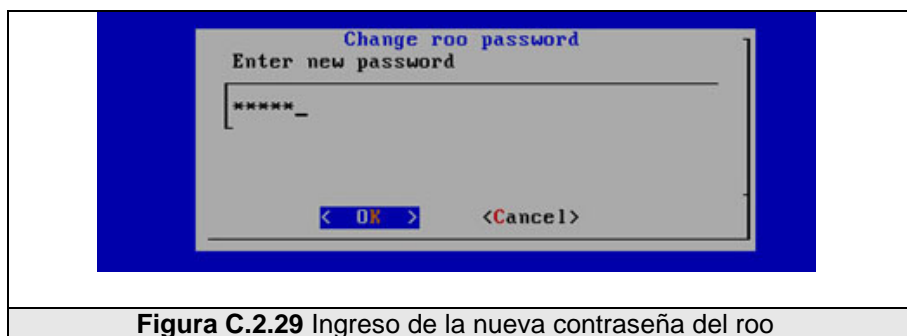 Change roo password
Enter new password
*****_
< OK > <Cancel>
Figura C.2.29 Ingreso de la nueva contraseña del roo